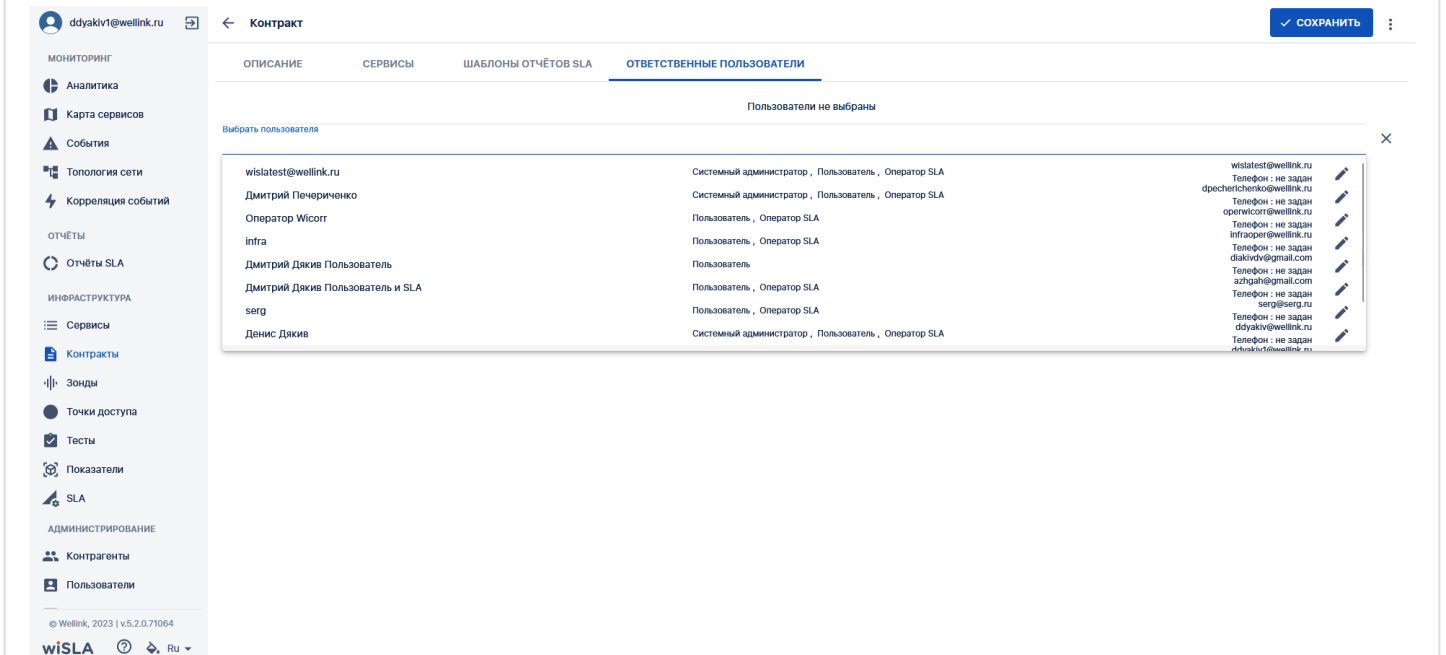 ddyakiv1@wellink.ru
Контракт
СОХРАНИТЬ
МОНИТОРИНГ
Аналитика
Карта сервисов
События
Топология сети
Корреляция событий
ОТЧЁТЫ
Отчёты SLA
ИНФРАСТРУКТУРА
Сервисы
Контракты
Зонды
Точки доступа
Тесты
Показатели
SLA
АДМИНИСТРИРОВАНИЕ
Контрагенты
Пользователи
© Wellink, 2023 | v.5.2.0.71064
wiSLA
Ru
ОПИСАНИЕ СЕРВИСЫ ШАБЛОНЫ ОТЧЁТОВ SLA ОТВЕТСТВЕННЫЕ ПОЛЬЗОВАТЕЛИ
Пользователи не выбраны
Выбрать пользователя
wislatest@wellink.ru Системный администратор , Пользователь , Оператор SLA wislatest@wellink.ru
Телефон : не задан
Дмитрий Печериченко Системный администратор , Пользователь , Оператор SLA dpecherichenko@wellink.ru
Телефон : не задан
Оператор Wicorr Пользователь , Оператор SLA operwicorr@wellink.ru
Телефон : не задан
infra Пользователь , Оператор SLA infraoper@wellink.ru
Телефон : не задан
Дмитрий Дякив Пользователь Пользователь diakivdv@gmail.com
Телефон : не задан
Дмитрий Дякив Пользователь и SLA Пользователь , Оператор SLA azhgah@gmail.com
Телефон : не задан
serg Пользователь , Оператор SLA serg@serg.ru
Телефон : не задан
Денис Дякив Системный администратор , Пользователь , Оператор SLA ddyakiv@wellink.ru
Телефон : не задан
ddyakiv1@wellink.ru